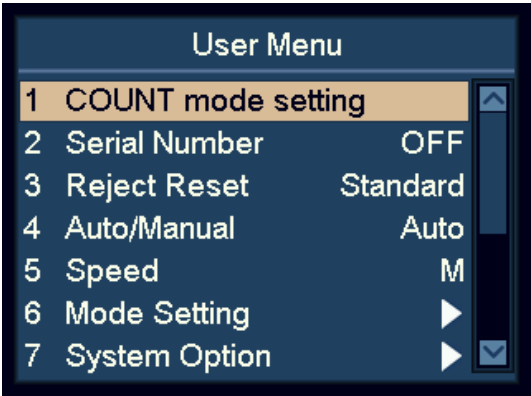 User Menu
1 COUNT mode setting
2 Serial Number OFF
3 Reject Reset Standard
4 Auto/Manual Auto
5 Speed M
6 Mode Setting
7 System Option